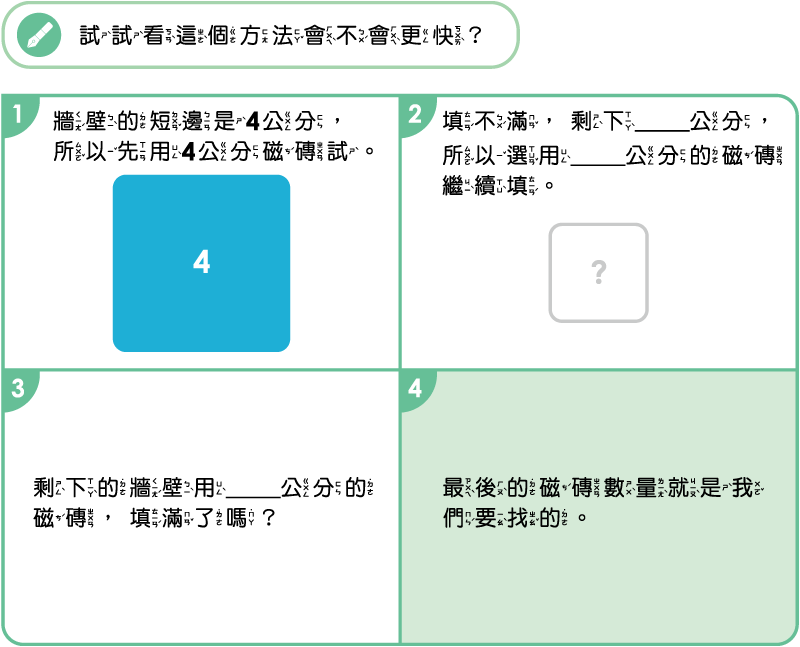 試試看這個方法會不會更快？
1
牆壁的短邊是4公分，
所以先用4公分磁磚試。
4
2
填不滿，剩下_____公分，
所以選用_____公分的磁磚
繼續填。
?
3
剩下的牆壁用_____公分的
磁磚，填滿了嗎？
4
最後的磁磚數量就是我
們要找的。